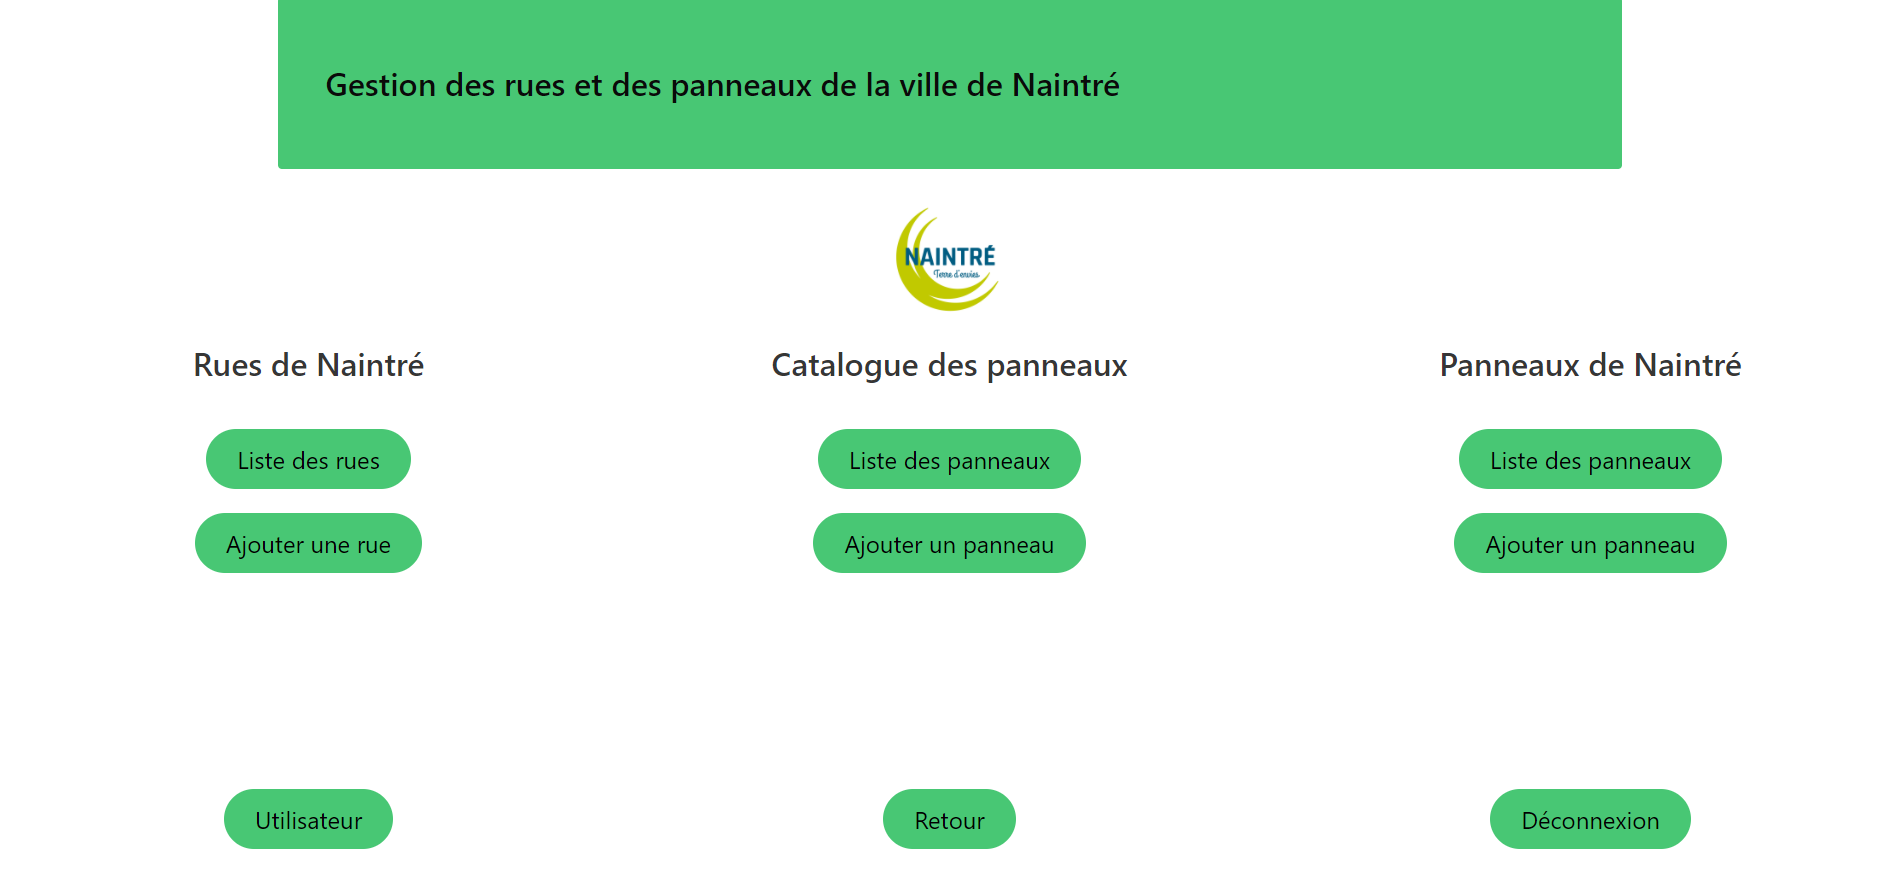 Gestion des rues et des panneaux de la ville de Naintré
NAINTRÉ
Terre d'envies
Rues de Naintré
Catalogue des panneaux
Panneaux de Naintré
Liste des rues
Liste des panneaux
Liste des panneaux
Ajouter une rue
Ajouter un panneau
Ajouter un panneau
Utilisateur
Retour
Déconnexion